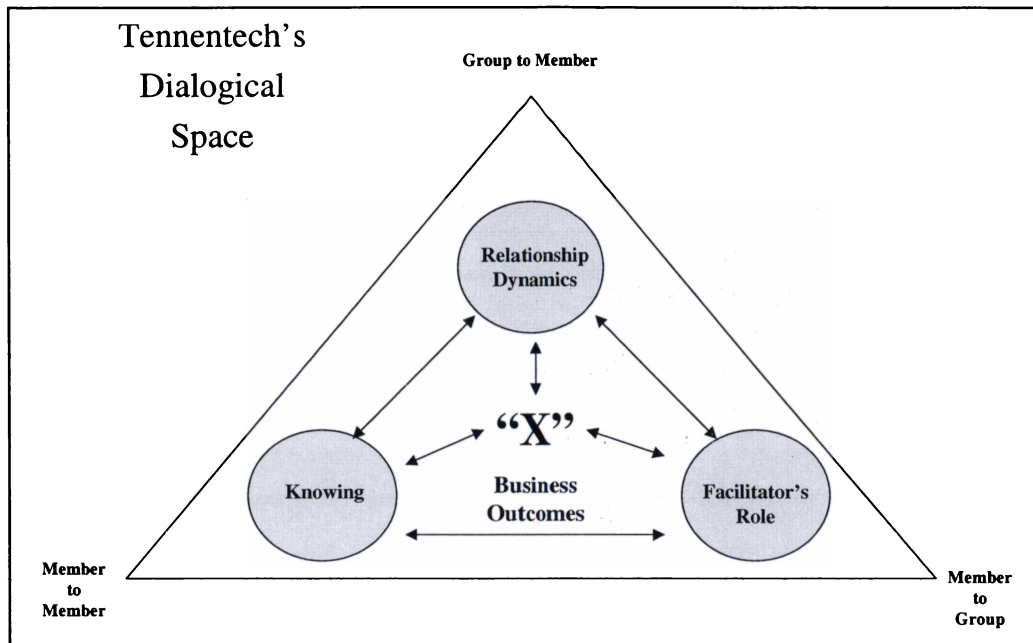 Tennentech's
Dialogical
Space
Group to Member
Relationship
Dynamics
“X”
Knowing
Business
Outcomes
Facilitator's
Role
Member
to
Member
Member
to
Group